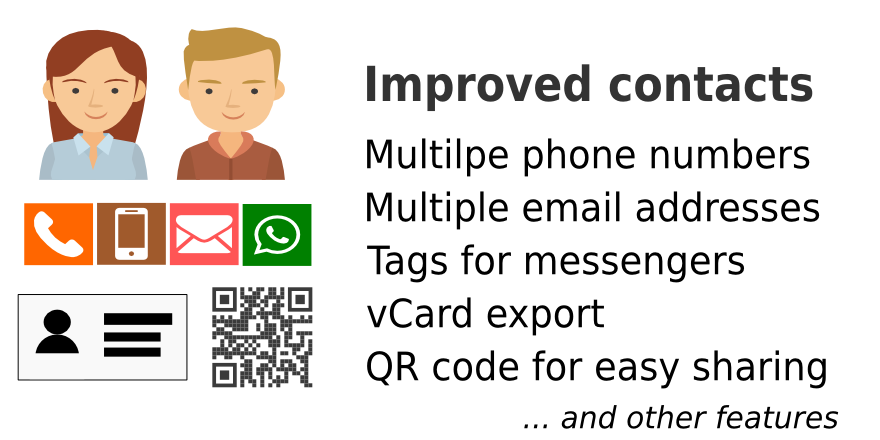 Improved contacts
Multilpe phone numbers
Multiple email addresses
Tags for messengers
vCard export
QR code for easy sharing
... and other features